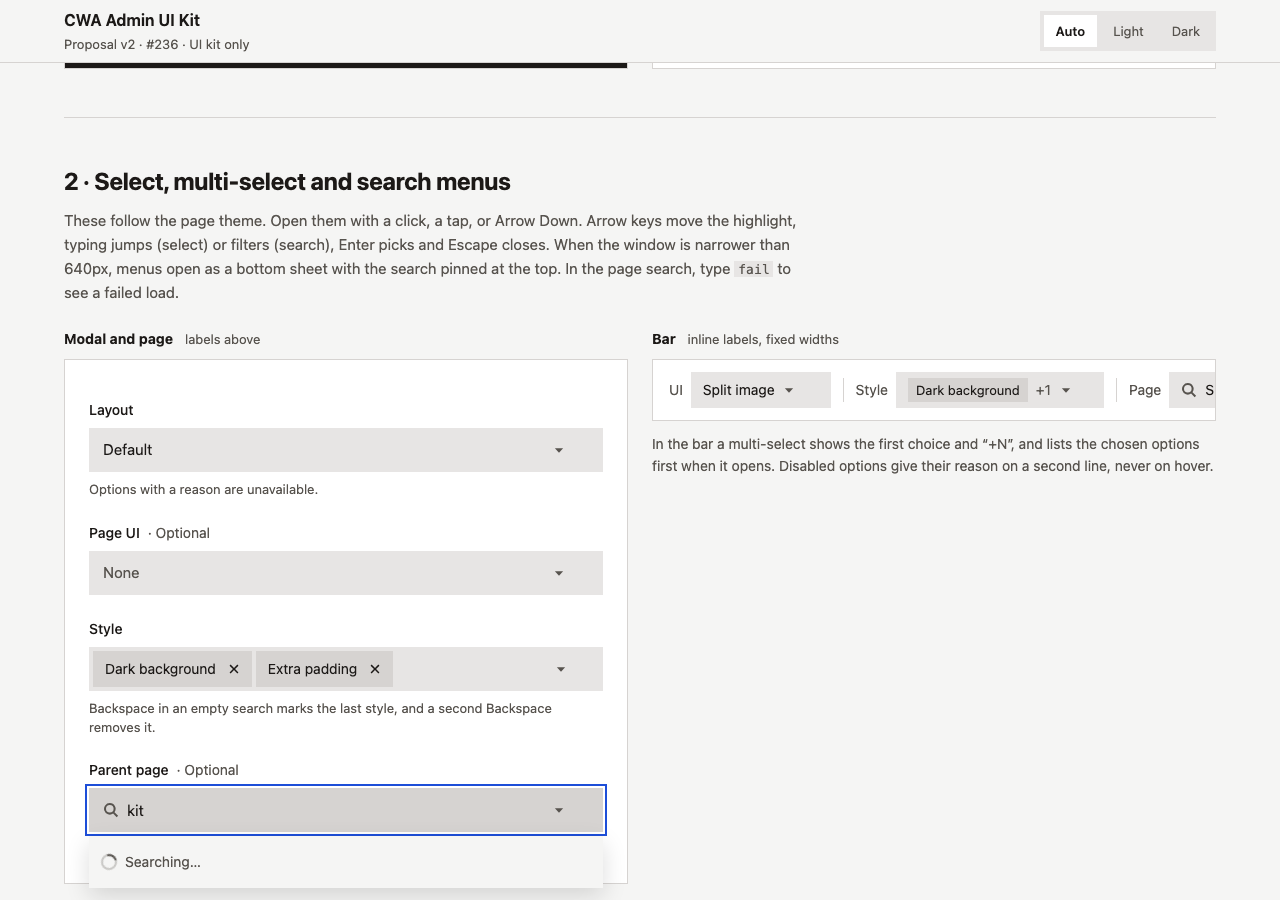 CWA Admin UI Kit
Proposal v2 · #236 · UI kit only
Auto Light Dark
2 · Select, multi-select and search menus
These follow the page theme. Open them with a click, a tap, or Arrow Down. Arrow keys move the highlight,
typing jumps (select) or filters (search), Enter picks and Escape closes. When the window is narrower than
640px, menus open as a bottom sheet with the search pinned at the top. In the page search, type fail to
see a failed load.
Modal and page labels above
Layout
Default
Options with a reason are unavailable.
Page UI · Optional
None
Style
Dark background ✕ Extra padding ✕
Backspace in an empty search marks the last style, and a second Backspace
removes it.
Parent page · Optional
kit
Searching…
Bar inline labels, fixed widths
UI Split image Style Dark background +1 Page S
In the bar a multi-select shows the first choice and “+N”, and lists the chosen options
first when it opens. Disabled options give their reason on a second line, never on hover.